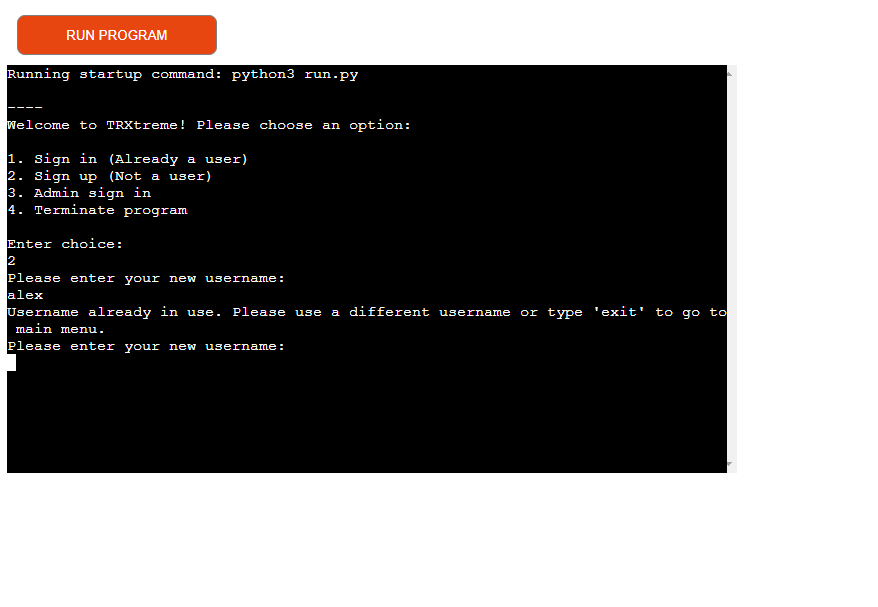 RUN PROGRAM
Running startup command: python3 run.py
----
Welcome to TRXtreme! Please choose an option:
1. Sign in (Already a user)
2. Sign up (Not a user)
3. Admin sign in
4. Terminate program
Enter choice:
2
Please enter your new username:
alex
Username already in use. Please use a different username or type 'exit' to go to
main menu.
Please enter your new username: